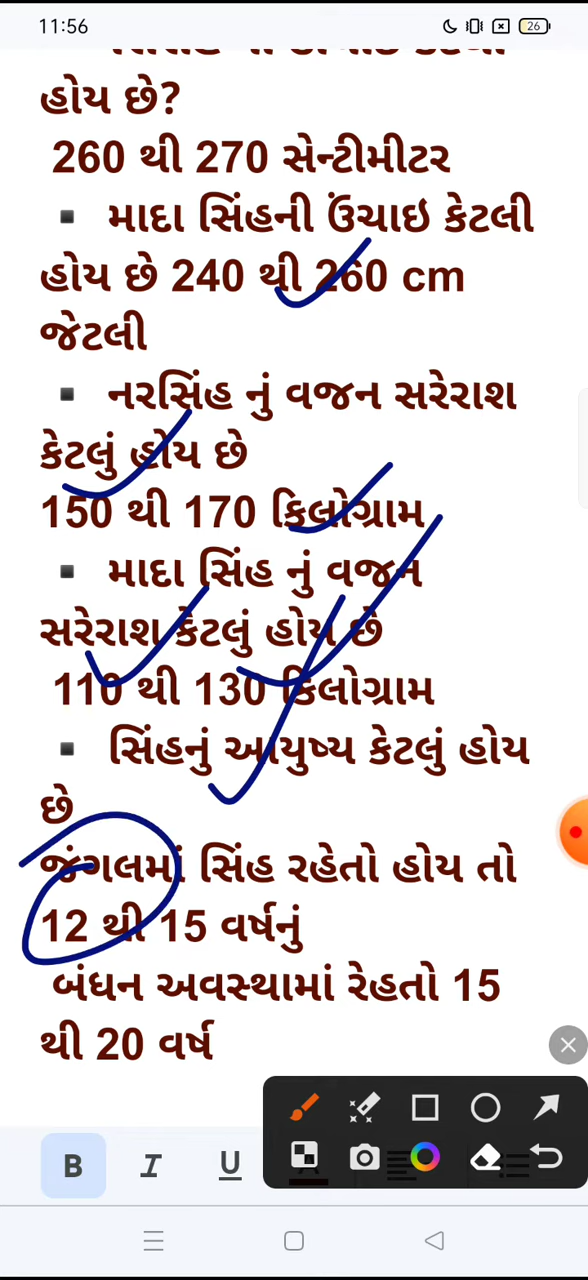 11:56
26
હોય છે?
260 થી 270 સેન્ટીમીટર
▪ માદા સિંહની ઉંચાઇ કેટલી
હોય છે 240 થી 260 cm
જેટલી
▪ નરસિંહ નું વજન સરેરાશ
કેટલું હોય છે
150 થી 170 કિલોગ્રામ
▪ માદા સિંહ નું વજન
સરેરાશ કેટલું હોય છે
110 થી 130 કિલોગ્રામ
▪ સિંહનું આયુષ્ય કેટલું હોય
છે
જંગલમાં સિંહ રહેતો હોય તો
12 થી 15 વર્ષનું
બંધન અવસ્થામાં રેહતો 15
થી 20 વર્ષ
B I U